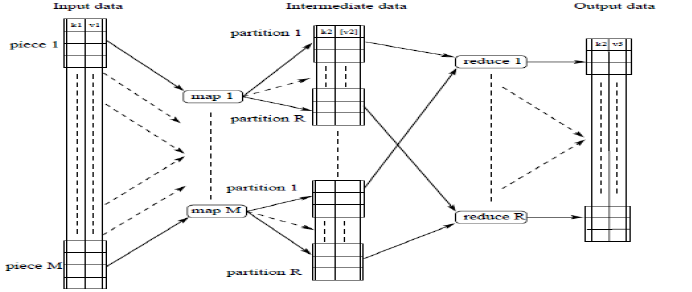 Input data
Intermediate data
Output data
k1 v1
piece 1
map 1
partition 1
k2 [v2]
partition R
reduce 1
k2 v3
map M
partition 1
partition R
reduce R
piece M